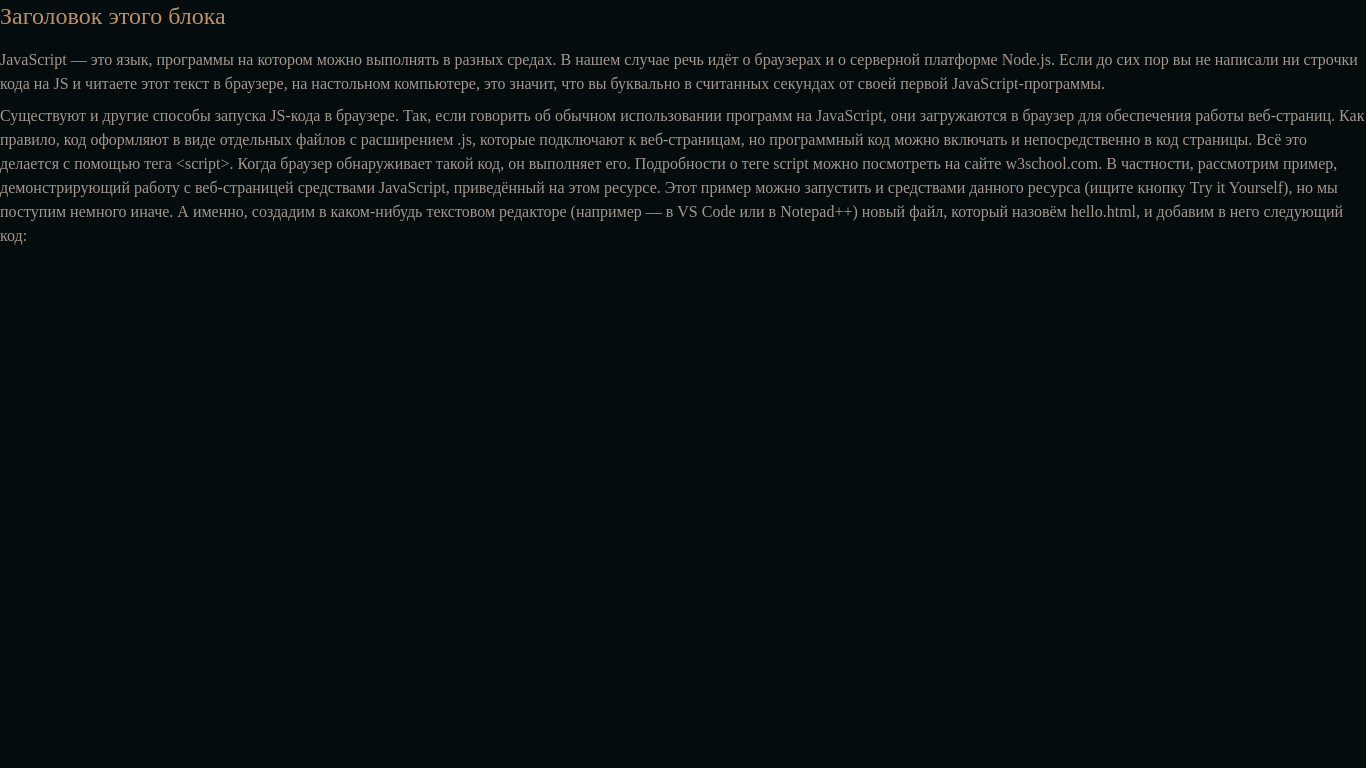 Заголовок этого блока
JavaScript — это язык, программы на котором можно выполнять в разных средах. В нашем случае речь идёт о браузерах и о серверной платформе Node.js. Если до сих пор вы не написали ни строчки
кода на JS и читаете этот текст в браузере, на настольном компьютере, это значит, что вы буквально в считанных секундах от своей первой JavaScript-программы.
Существуют и другие способы запуска JS-кода в браузере. Так, если говорить об обычном использовании программ на JavaScript, они загружаются в браузер для обеспечения работы веб-страниц. Как
правило, код оформляют в виде отдельных файлов с расширением .js, которые подключают к веб-страницам, но программный код можно включать и непосредственно в код страницы. Всё это
делается с помощью тега <script>. Когда браузер обнаруживает такой код, он выполняет его. Подробности о теге script можно посмотреть на сайте w3school.com. В частности, рассмотрим пример,
демонстрирующий работу с веб-страницей средствами JavaScript, приведённый на этом ресурсе. Этот пример можно запустить и средствами данного ресурса (ищите кнопку Try it Yourself), но мы
поступим немного иначе. А именно, создадим в каком-нибудь текстовом редакторе (например — в VS Code или в Notepad++) новый файл, который назовём hello.html, и добавим в него следующий
код: